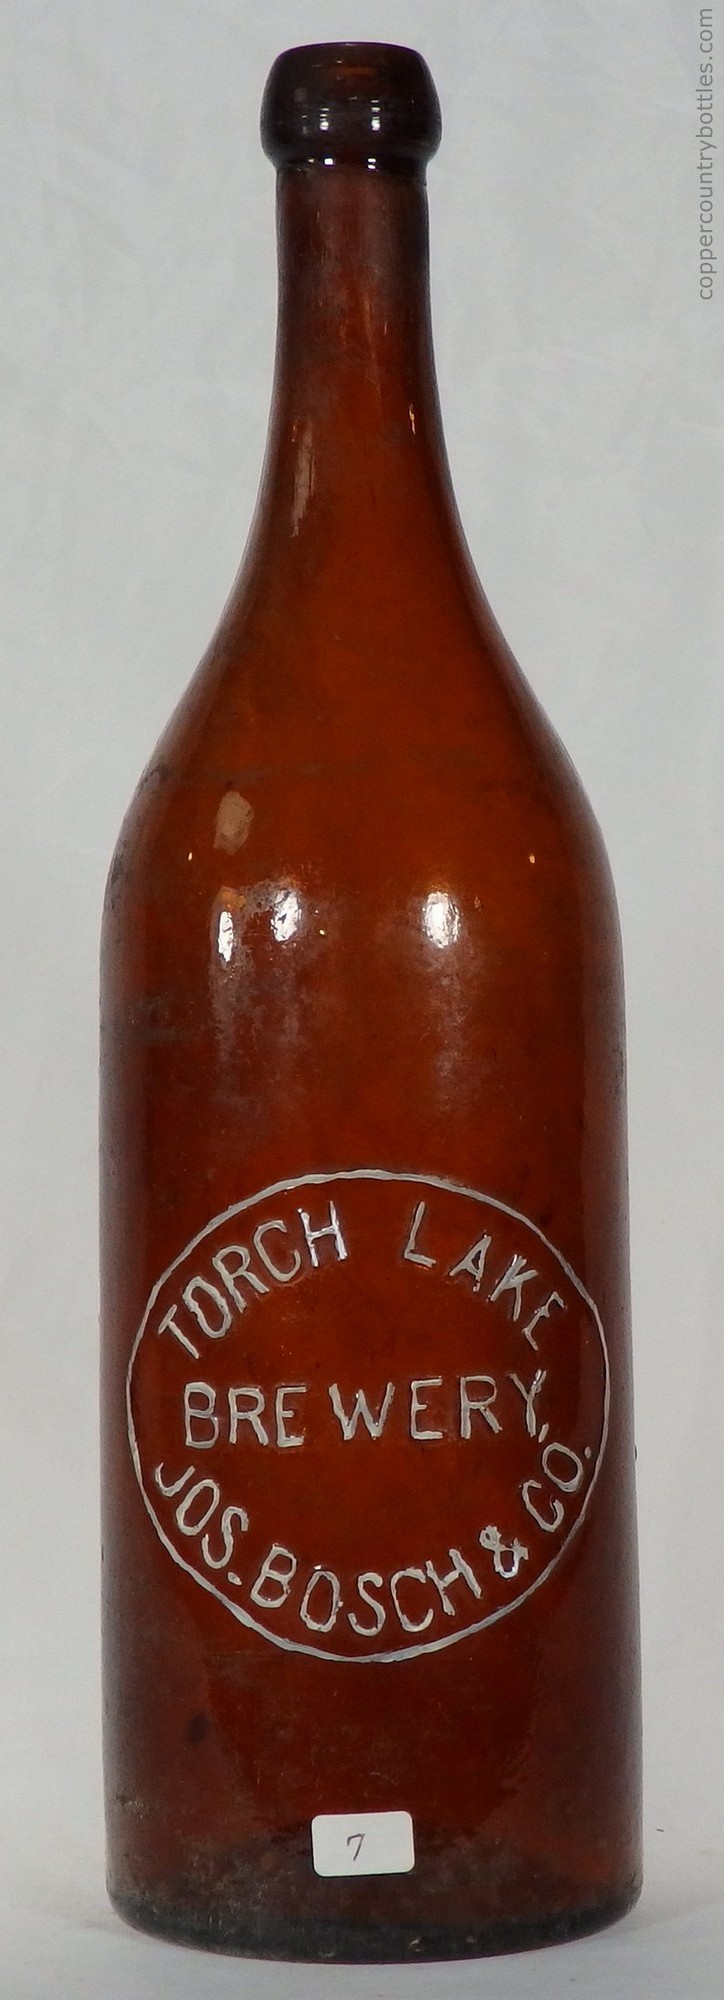 coppercountrybottles.com
TORCH LAKE
BREWERY,
JOS. BOSCH & CO.
7